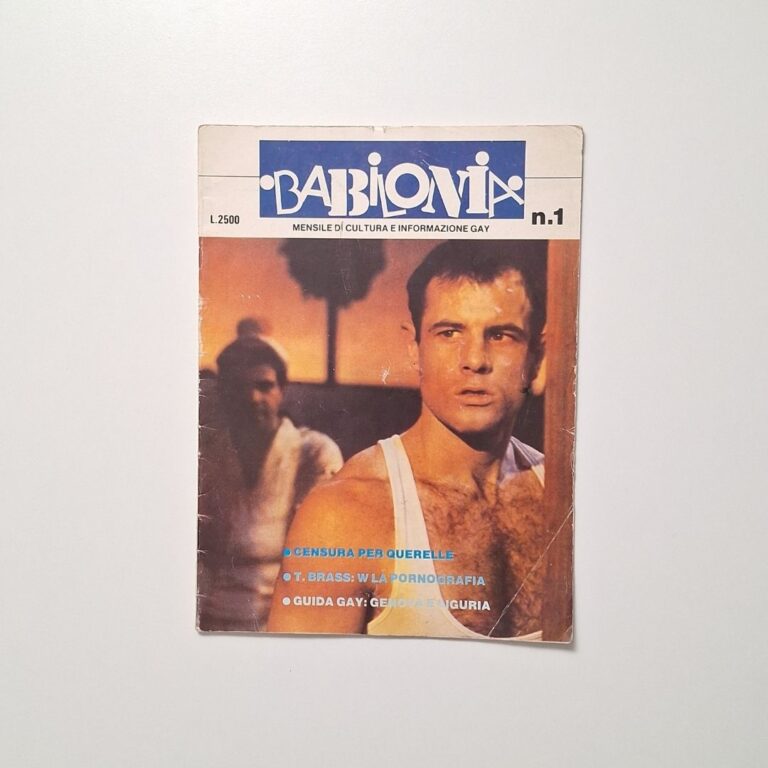 BABILONIA
L.2500
n.1
MENSILE DI CULTURA E INFORMAZIONE GAY
● CENSURA PER QUERELLE
● T. BRASS: W LA PORNOGRAFIA
● GUIDA GAY: GENOVA E LIGURIA